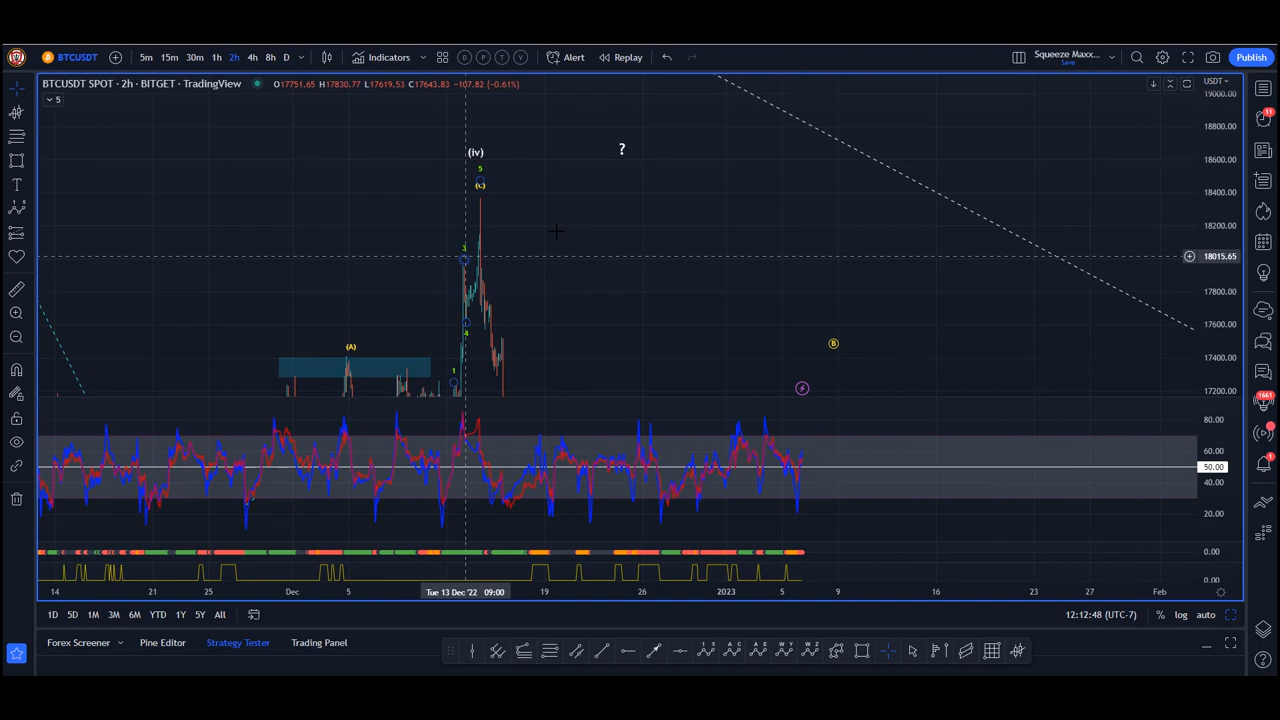 BTCUSDT 5m 15m 30m 1h 2h 4h 8h D Indicators D P T V Alert Replay Squeeze Maxx... Save Publish
BTCUSDT SPOT · 2h · BITGET · TradingView O17751.65 H17830.77 L17619.53 C17643.83 −107.82 (−0.61%) USDT
5
19000.00
18800.00
18600.00
18400.00
18200.00
18015.65
17800.00
17600.00
17400.00
17200.00
(iv)
?
5
(C)
3
4
1
(A)
B
80.00
60.00
50.00
40.00
20.00
0.00
0.00
14 21 25 Dec 5 Tue 13 Dec '22 09:00 19 26 2023 5 9 16 23 27 Feb
1D 5D 1M 3M 6M YTD 1Y 5Y All 12:12:48 (UTC-7) % log auto
Forex Screener Pine Editor Strategy Tester Trading Panel
11
1661
1